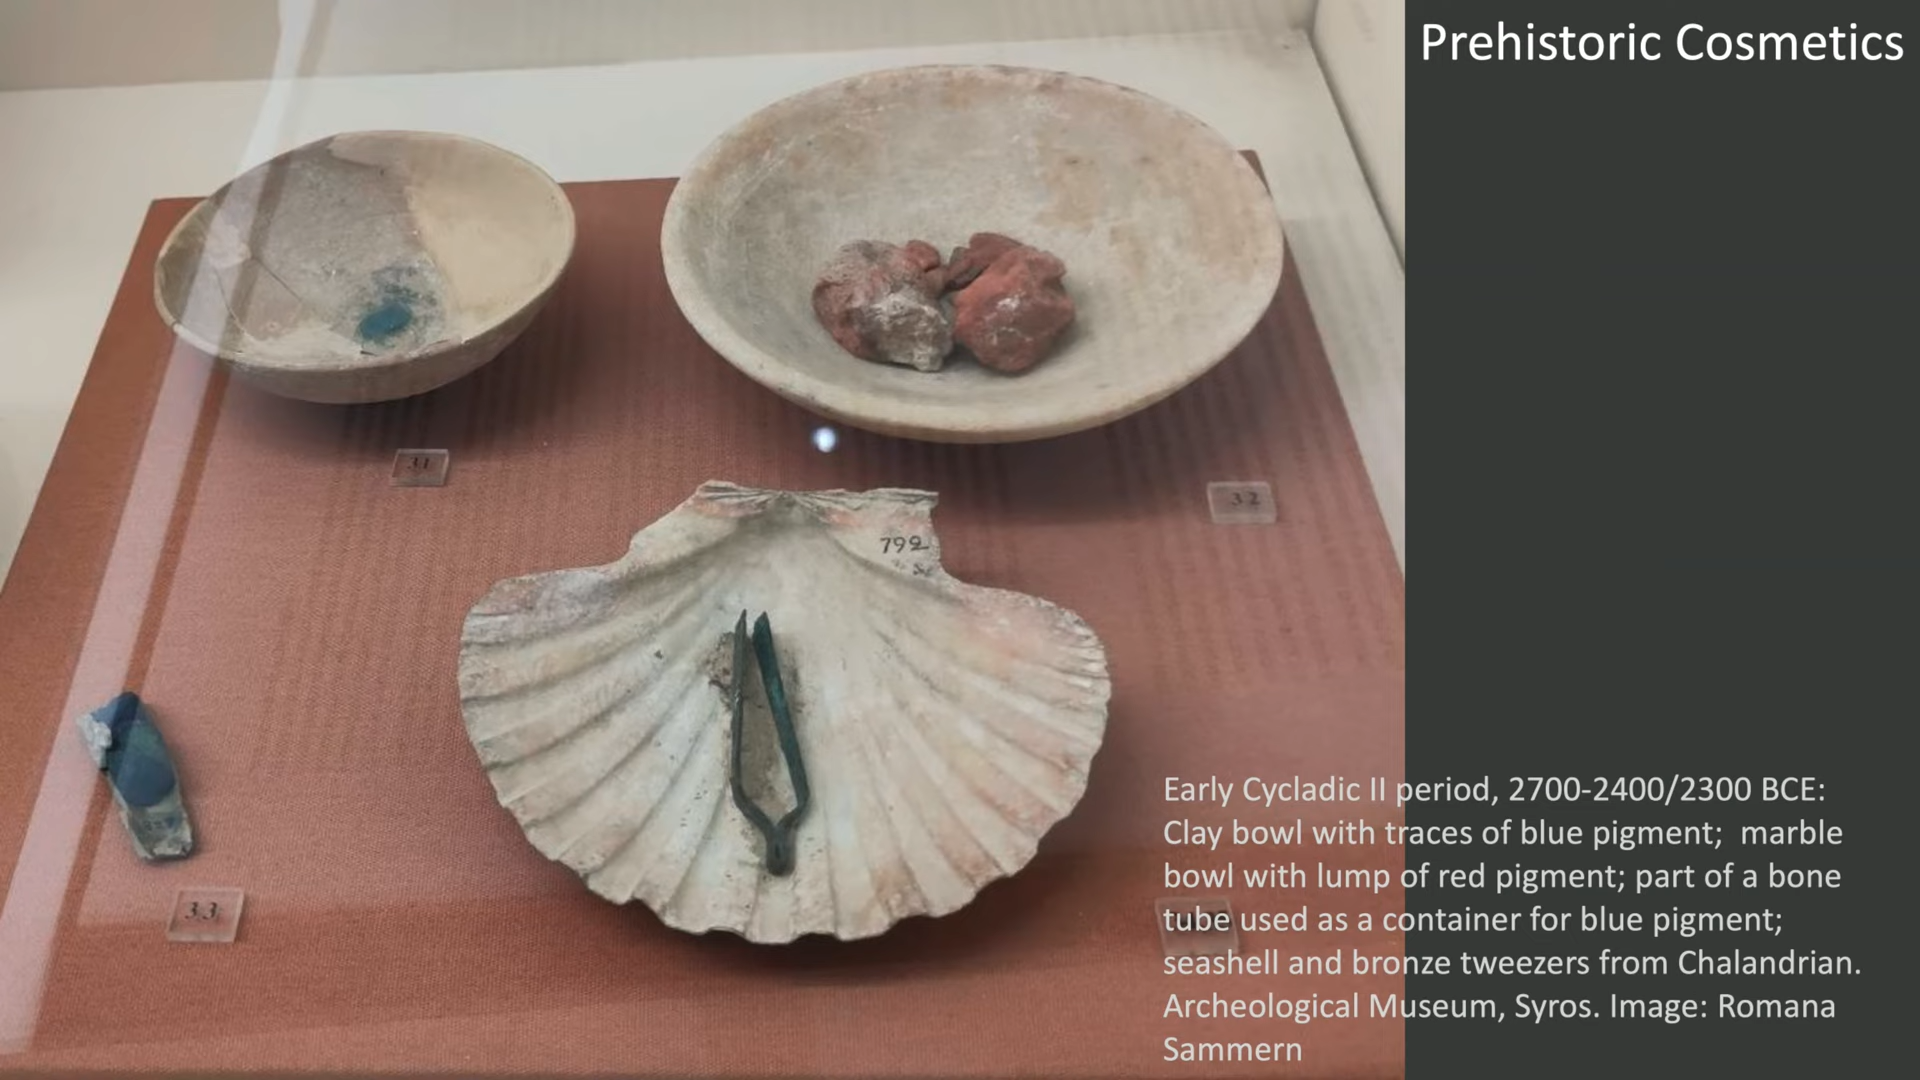 Prehistoric Cosmetics
31
32
799
33
Early Cycladic II period, 2700-2400/2300 BCE:
Clay bowl with traces of blue pigment;  marble
bowl with lump of red pigment; part of a bone
tube used as a container for blue pigment;
seashell and bronze tweezers from Chalandrian.
Archeological Museum, Syros. Image: Romana
Sammern